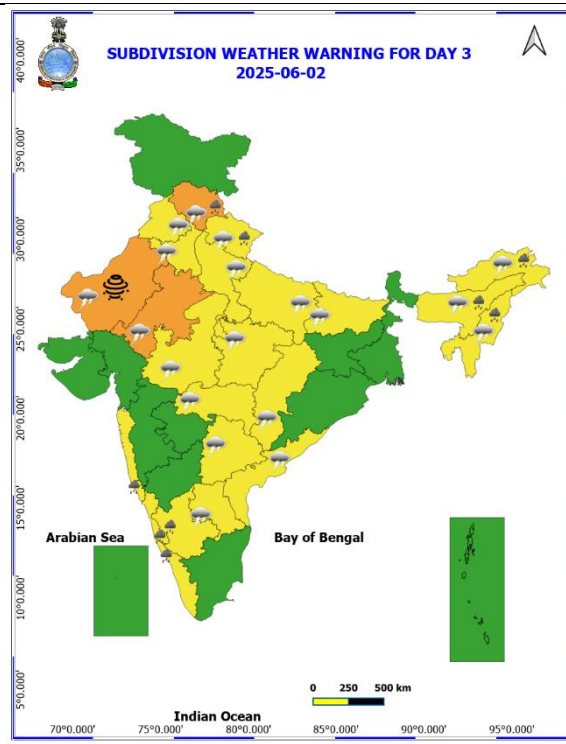 SUBDIVISION WEATHER WARNING FOR DAY 3
2025-06-02
40°0.000'
35°0.000'
30°0.000'
25°0.000'
20°0.000'
15°0.000'
10°0.000'
5°0.000'
Arabian Sea
Bay of Bengal
0 250 500 km
Indian Ocean
70°0.000' 75°0.000' 80°0.000' 85°0.000' 90°0.000' 95°0.000'